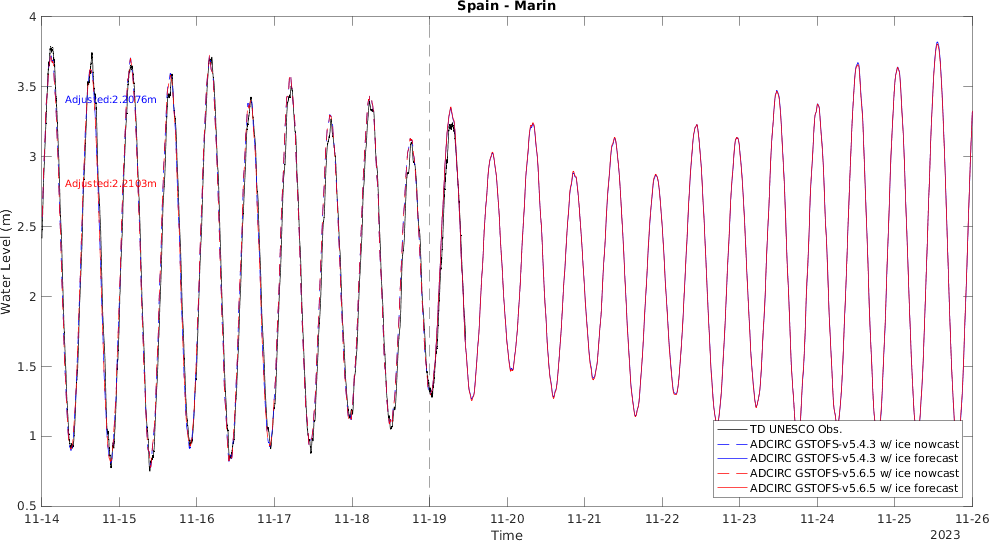 Spain - Marin
4
3.5
3
2.5
2
1.5
1
0.5
Water Level (m)
Adjusted:2.2076m
Adjusted:2.2103m
TD UNESCO Obs.
ADCIRC GSTOFS-v5.4.3 w/ ice nowcast
ADCIRC GSTOFS-v5.4.3 w/ ice forecast
ADCIRC GSTOFS-v5.6.5 w/ ice nowcast
ADCIRC GSTOFS-v5.6.5 w/ ice forecast
11-14 11-15 11-16 11-17 11-18 11-19 11-20 11-21 11-22 11-23 11-24 11-25 11-26
Time
2023